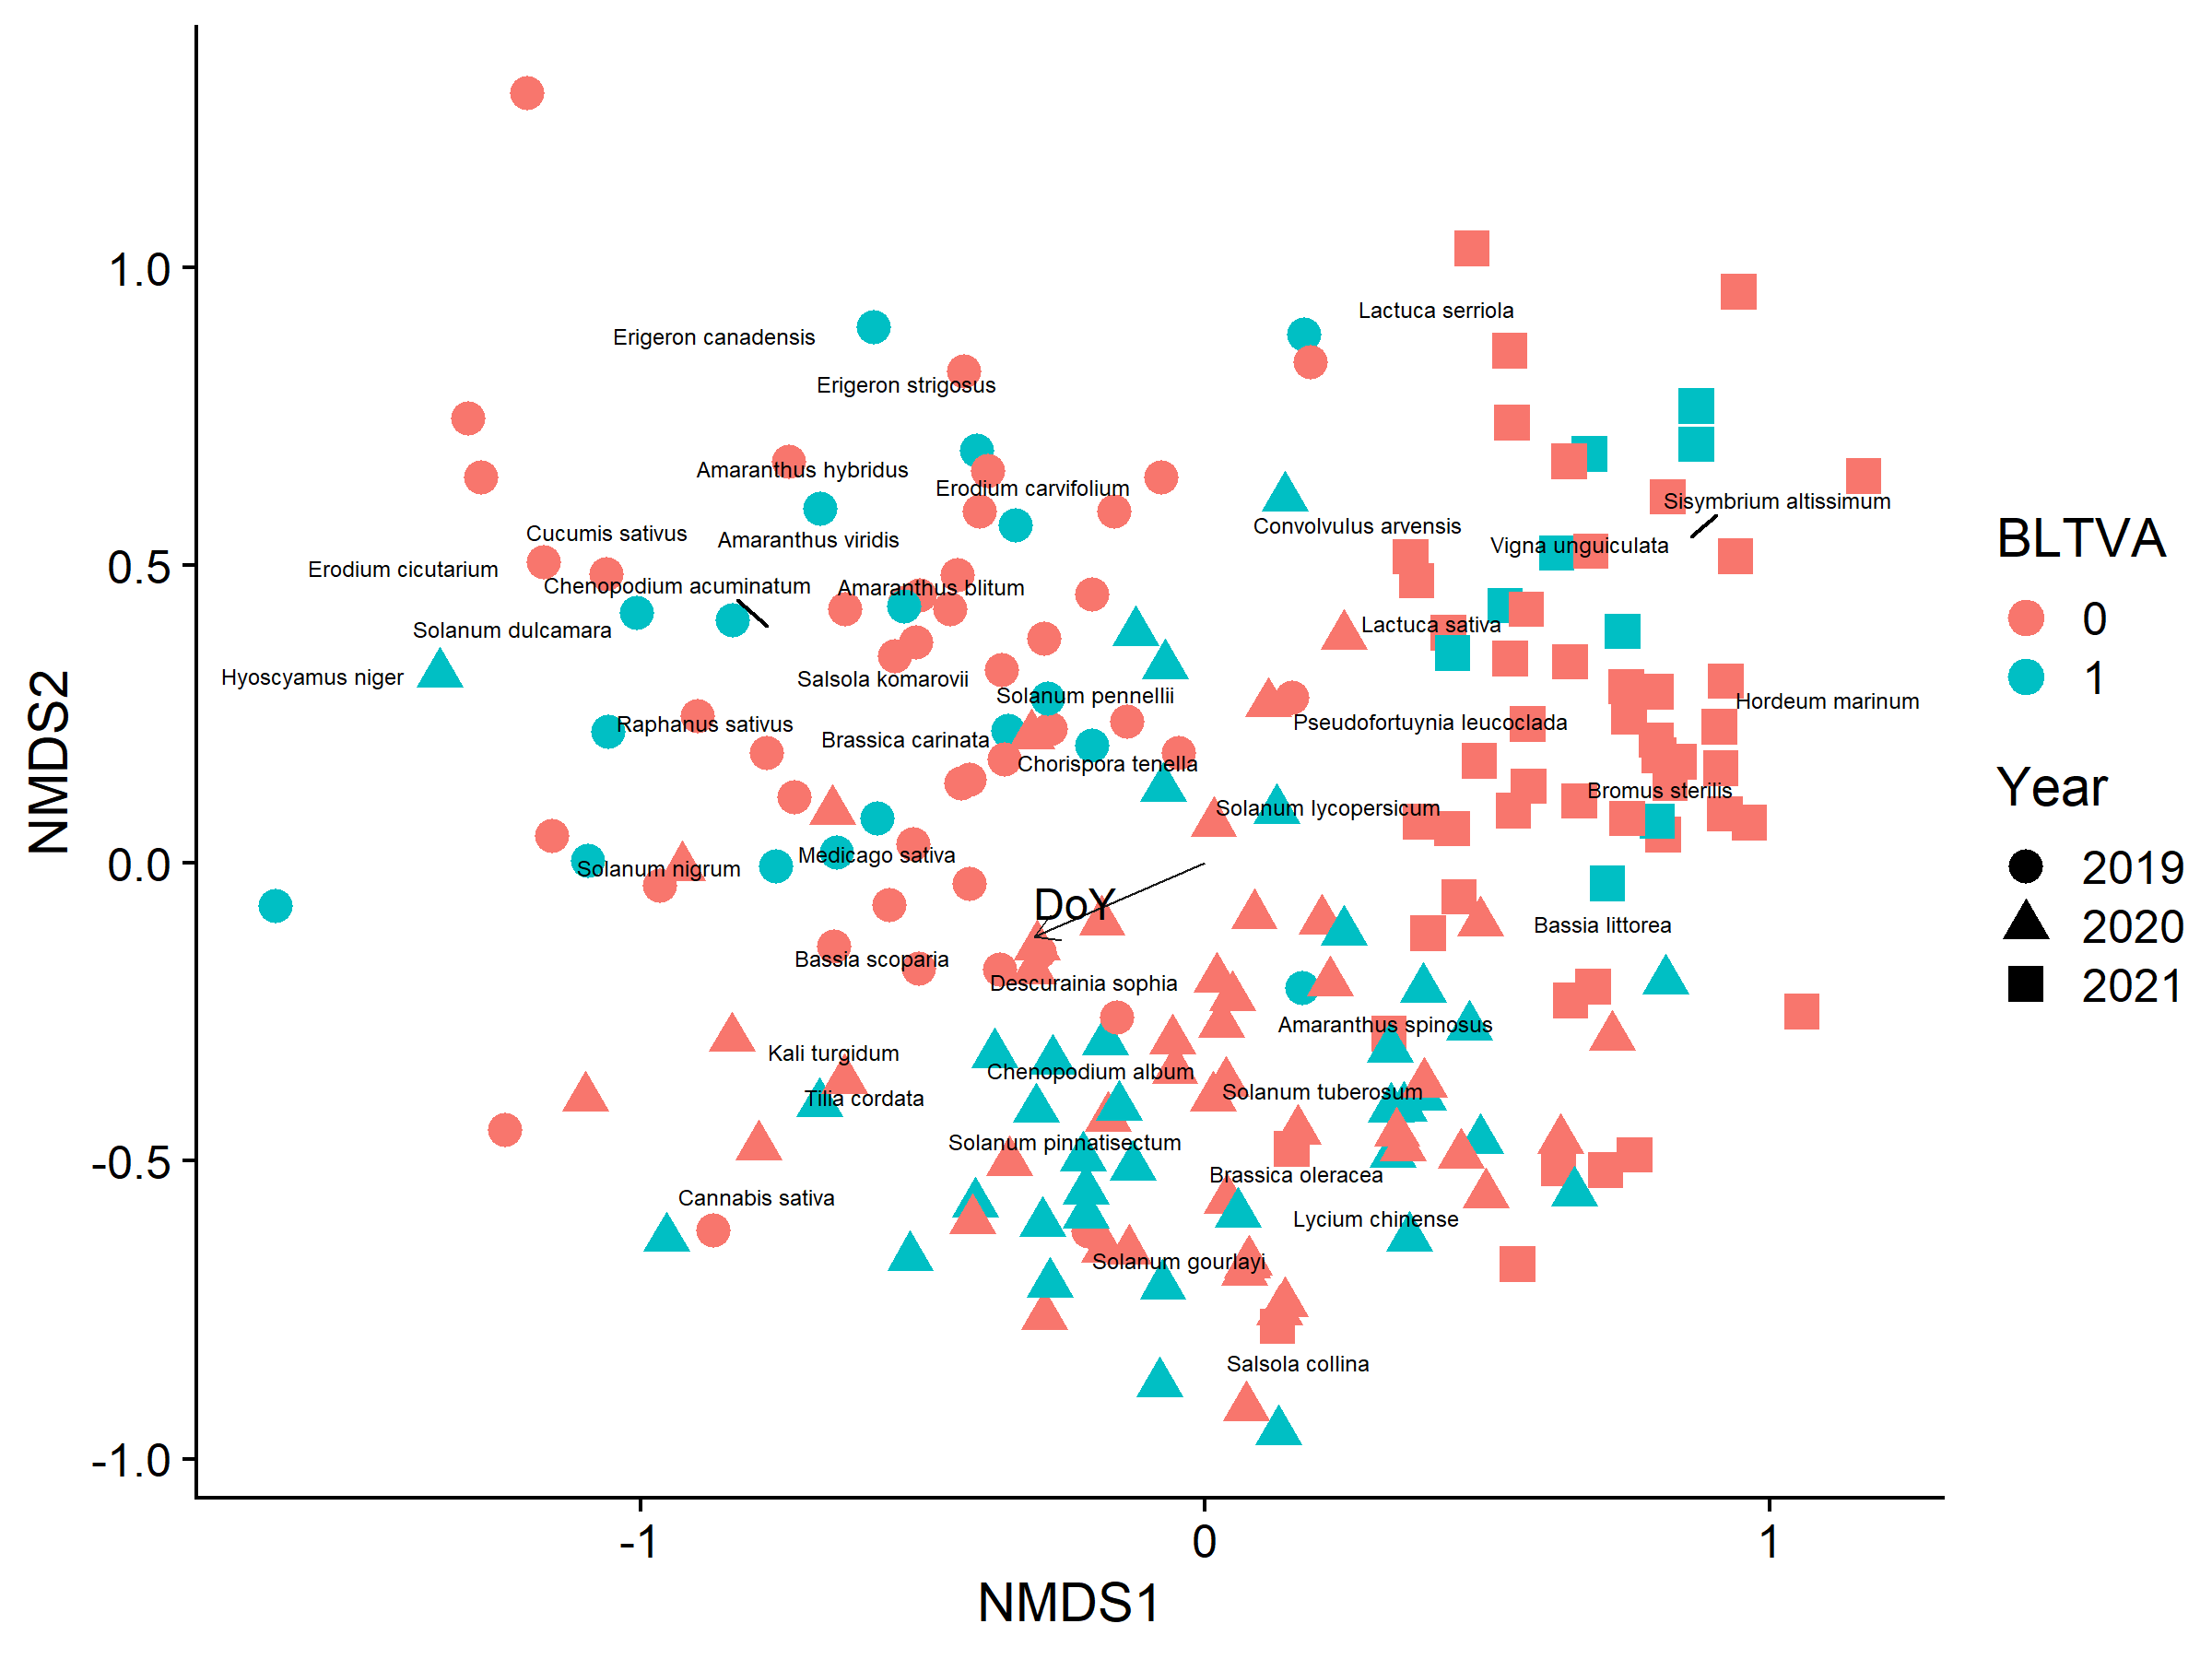 1.0
0.5
0.0
-0.5
-1.0
NMDS2
-1
0
1
NMDS1
Lactuca serriola
Erigeron canadensis
Erigeron strigosus
Amaranthus hybridus
Erodium carvifolium
Sisymbrium altissimum
Convolvulus arvensis
Cucumis sativus
Amaranthus viridis
Vigna unguiculata
Erodium cicutarium
Chenopodium acuminatum
Amaranthus blitum
Lactuca sativa
Solanum dulcamara
Hyoscyamus niger
Salsola komarovii
Solanum pennellii
Hordeum marinum
Raphanus sativus
Pseudofortuynia leucoclada
Brassica carinata
Chorispora tenella
Bromus sterilis
Solanum lycopersicum
Medicago sativa
Solanum nigrum
DoY
Bassia littorea
Bassia scoparia
Descurainia sophia
Amaranthus spinosus
Kali turgidum
Chenopodium album
Solanum tuberosum
Tilia cordata
Solanum pinnatisectum
Brassica oleracea
Cannabis sativa
Lycium chinense
Solanum gourlayi
Salsola collina
BLTVA
0
1
Year
2019
2020
2021